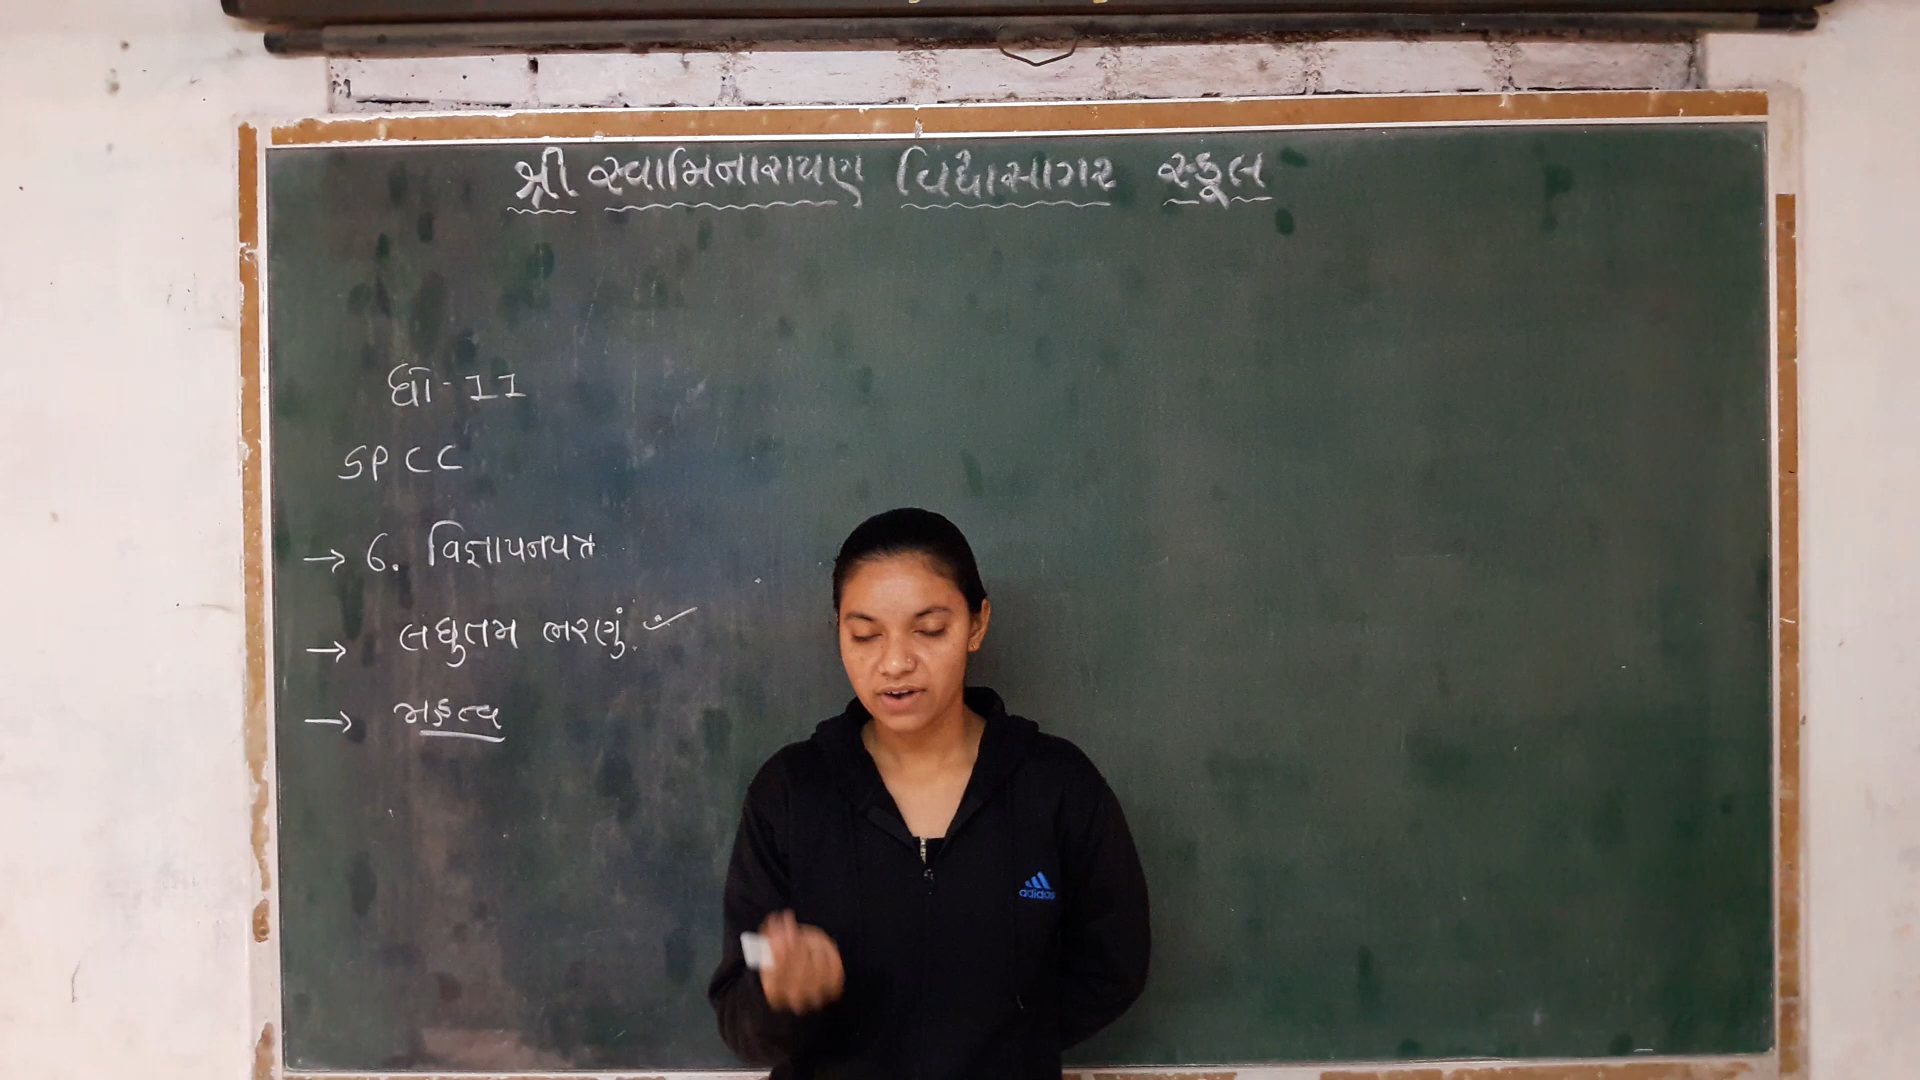 શ્રી સ્વામિનારાયણ વિદ્યાસાગર સ્કૂલ
ધો-11
SPCC
→ 6. વિજ્ઞાપનપત્ર
→ લઘુતમ ભરણું
→ મહત્વ
adidas